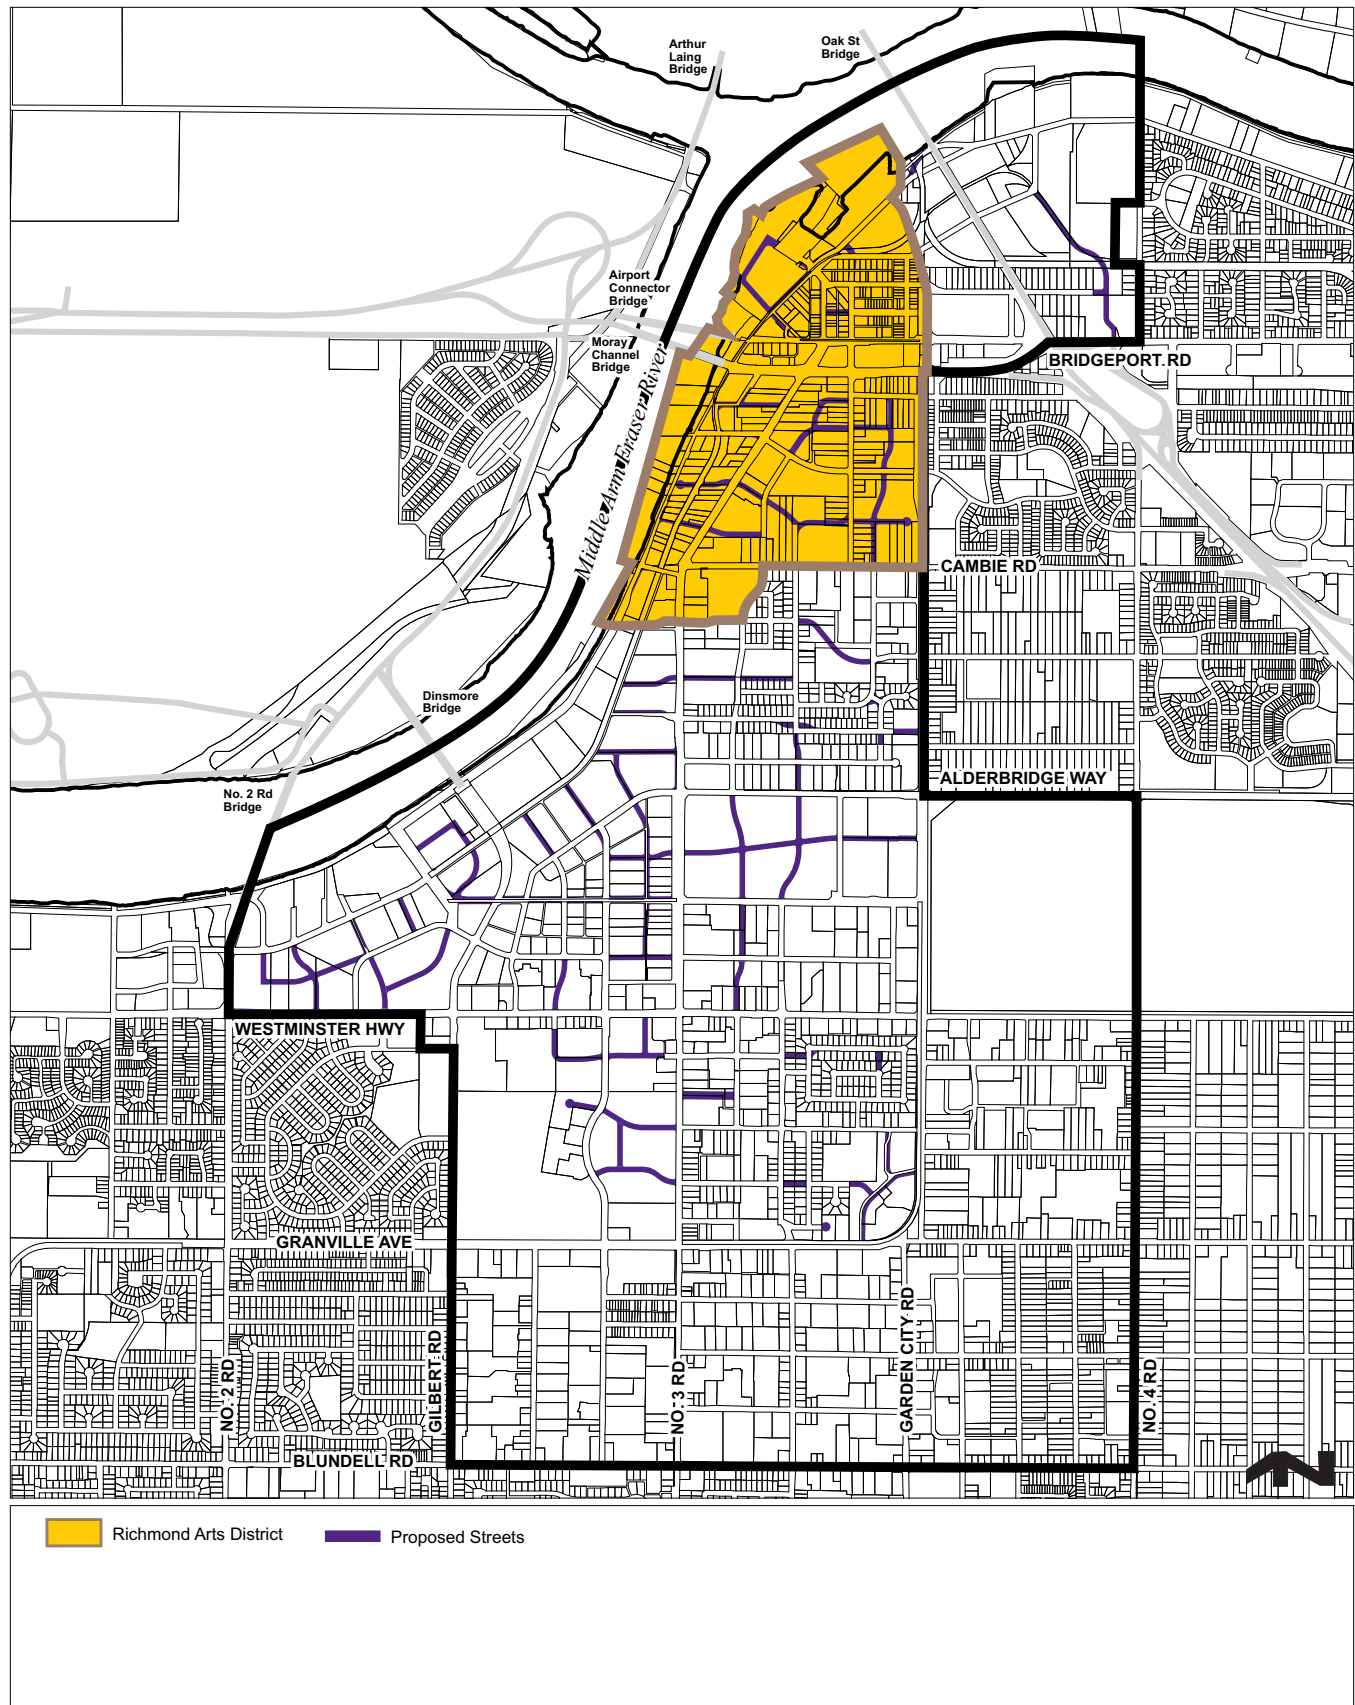 Arthur
Laing
Bridge
Oak St
Bridge
Airport
Connector
Bridge
Moray
Channel
Bridge
BRIDGEPORT RD
Middle Arm Fraser River
CAMBIE RD
Dinsmore
Bridge
ALDERBRIDGE WAY
No. 2 Rd
Bridge
WESTMINSTER HWY
GRANVILLE AVE
NO. 2 RD
GILBERT RD
NO. 3 RD
GARDEN CITY RD
NO. 4 RD
BLUNDELL RD
N
Richmond Arts District
Proposed Streets